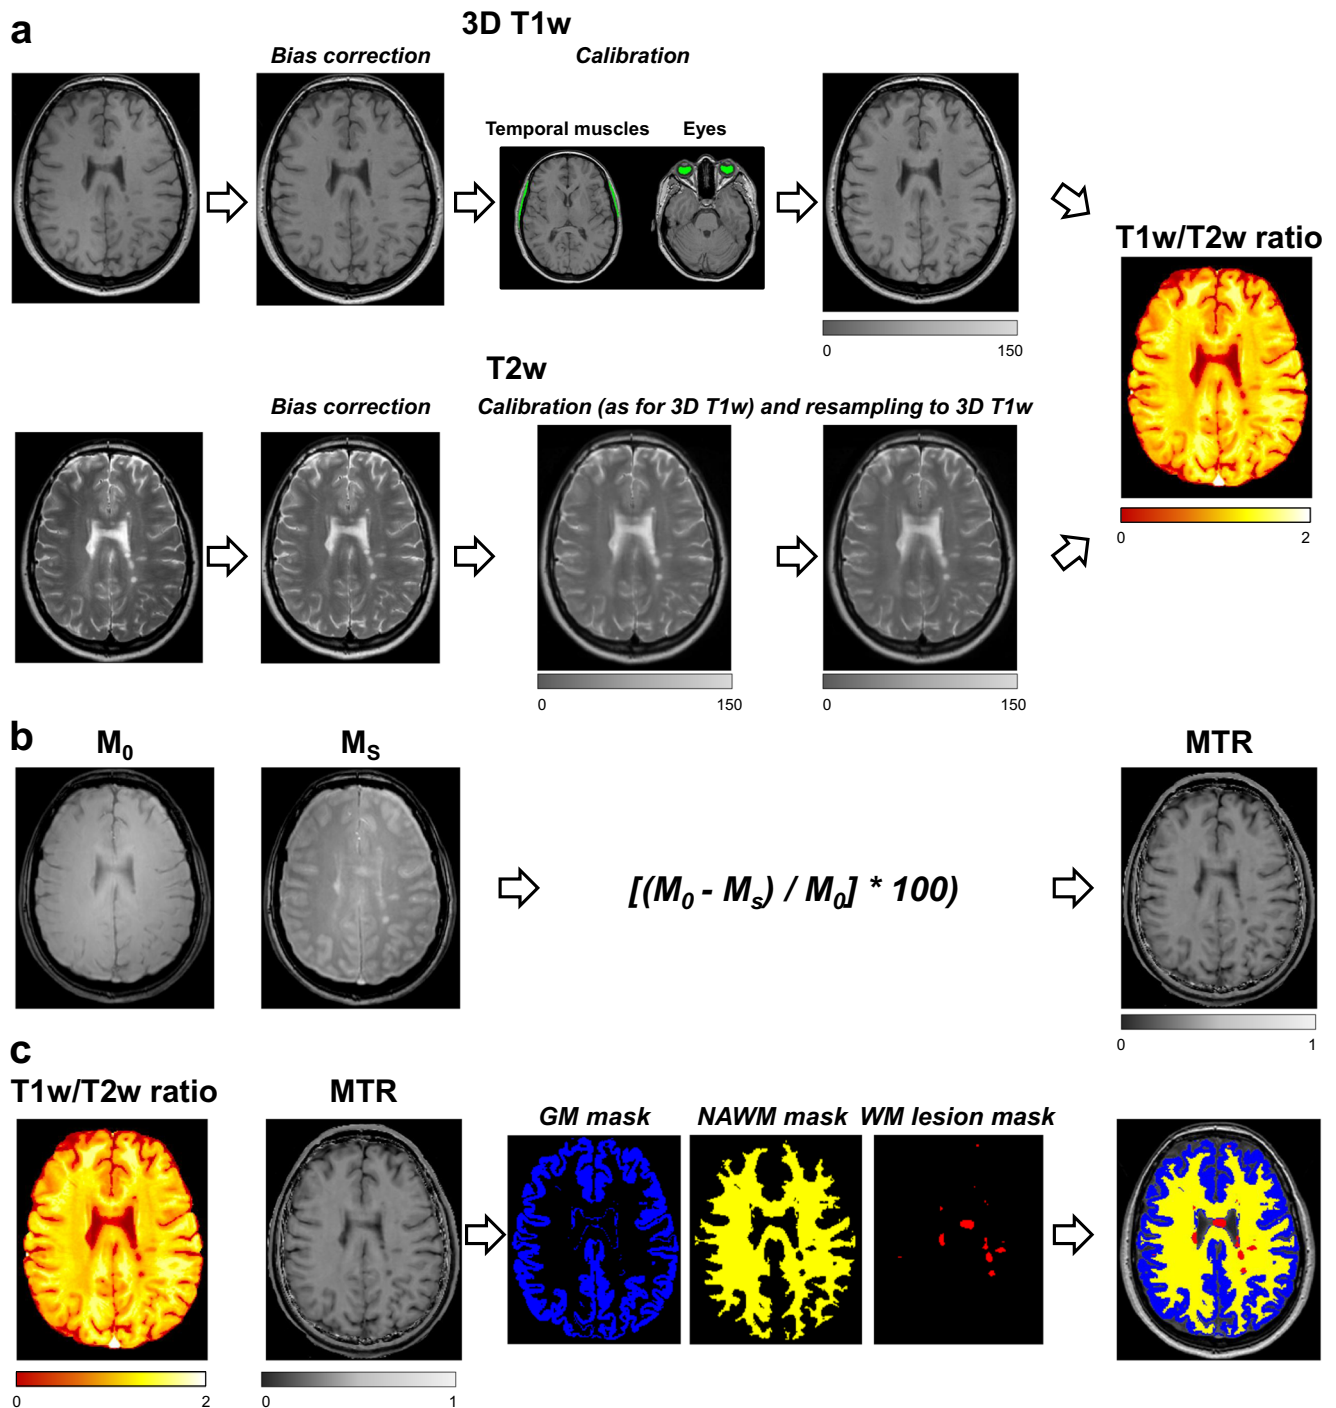 a
3D T1w
Bias correction
Calibration
Temporal muscles
Eyes
0
150
T1w/T2w ratio
0
2
T2w
Bias correction
Calibration (as for 3D T1w) and resampling to 3D T1w
0
150
0
150
b
M0
MS
MTR
[(M0 - Ms) / M0] * 100)
0
1
c
T1w/T2w ratio
MTR
GM mask
NAWM mask
WM lesion mask
0
2
0
1